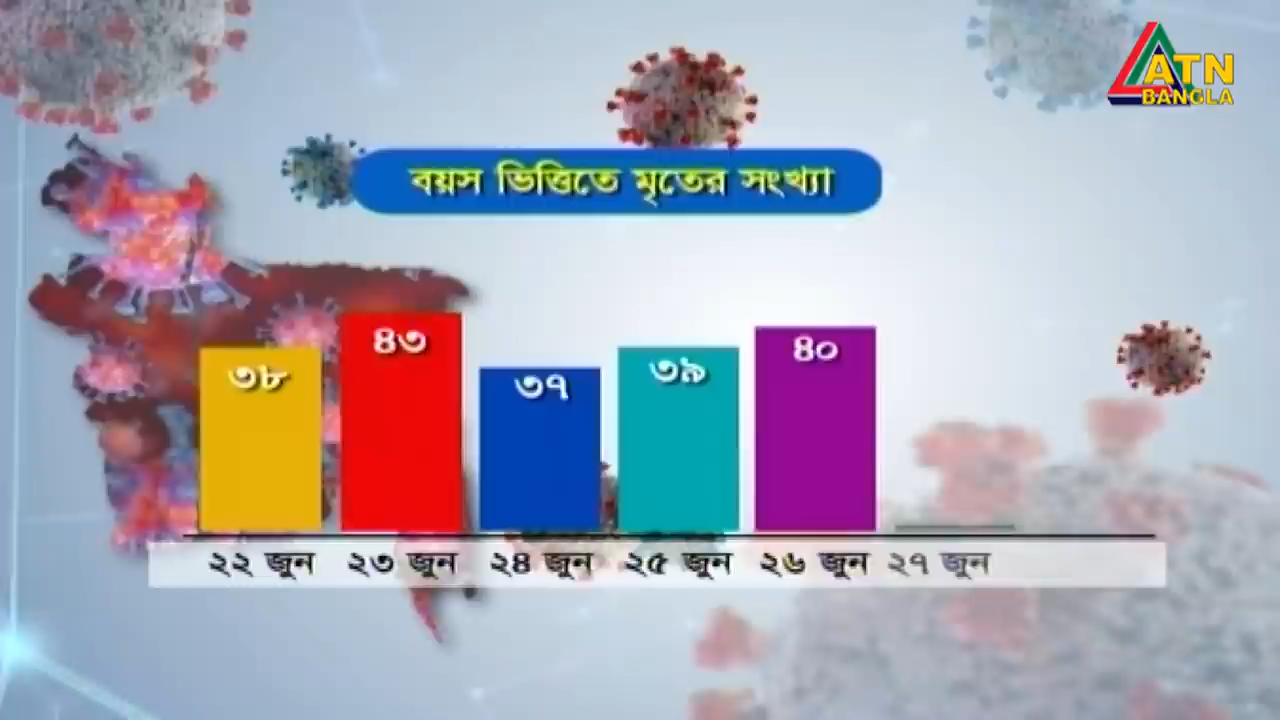 ATN
BANGLA
বয়স ভিত্তিতে মৃতের সংখ্যা
৩৮
৪৩
৩৭
৩৯
৪০
২২ জুন
২৩ জুন
২৪ জুন
২৫ জুন
২৬ জুন
২৭ জুন